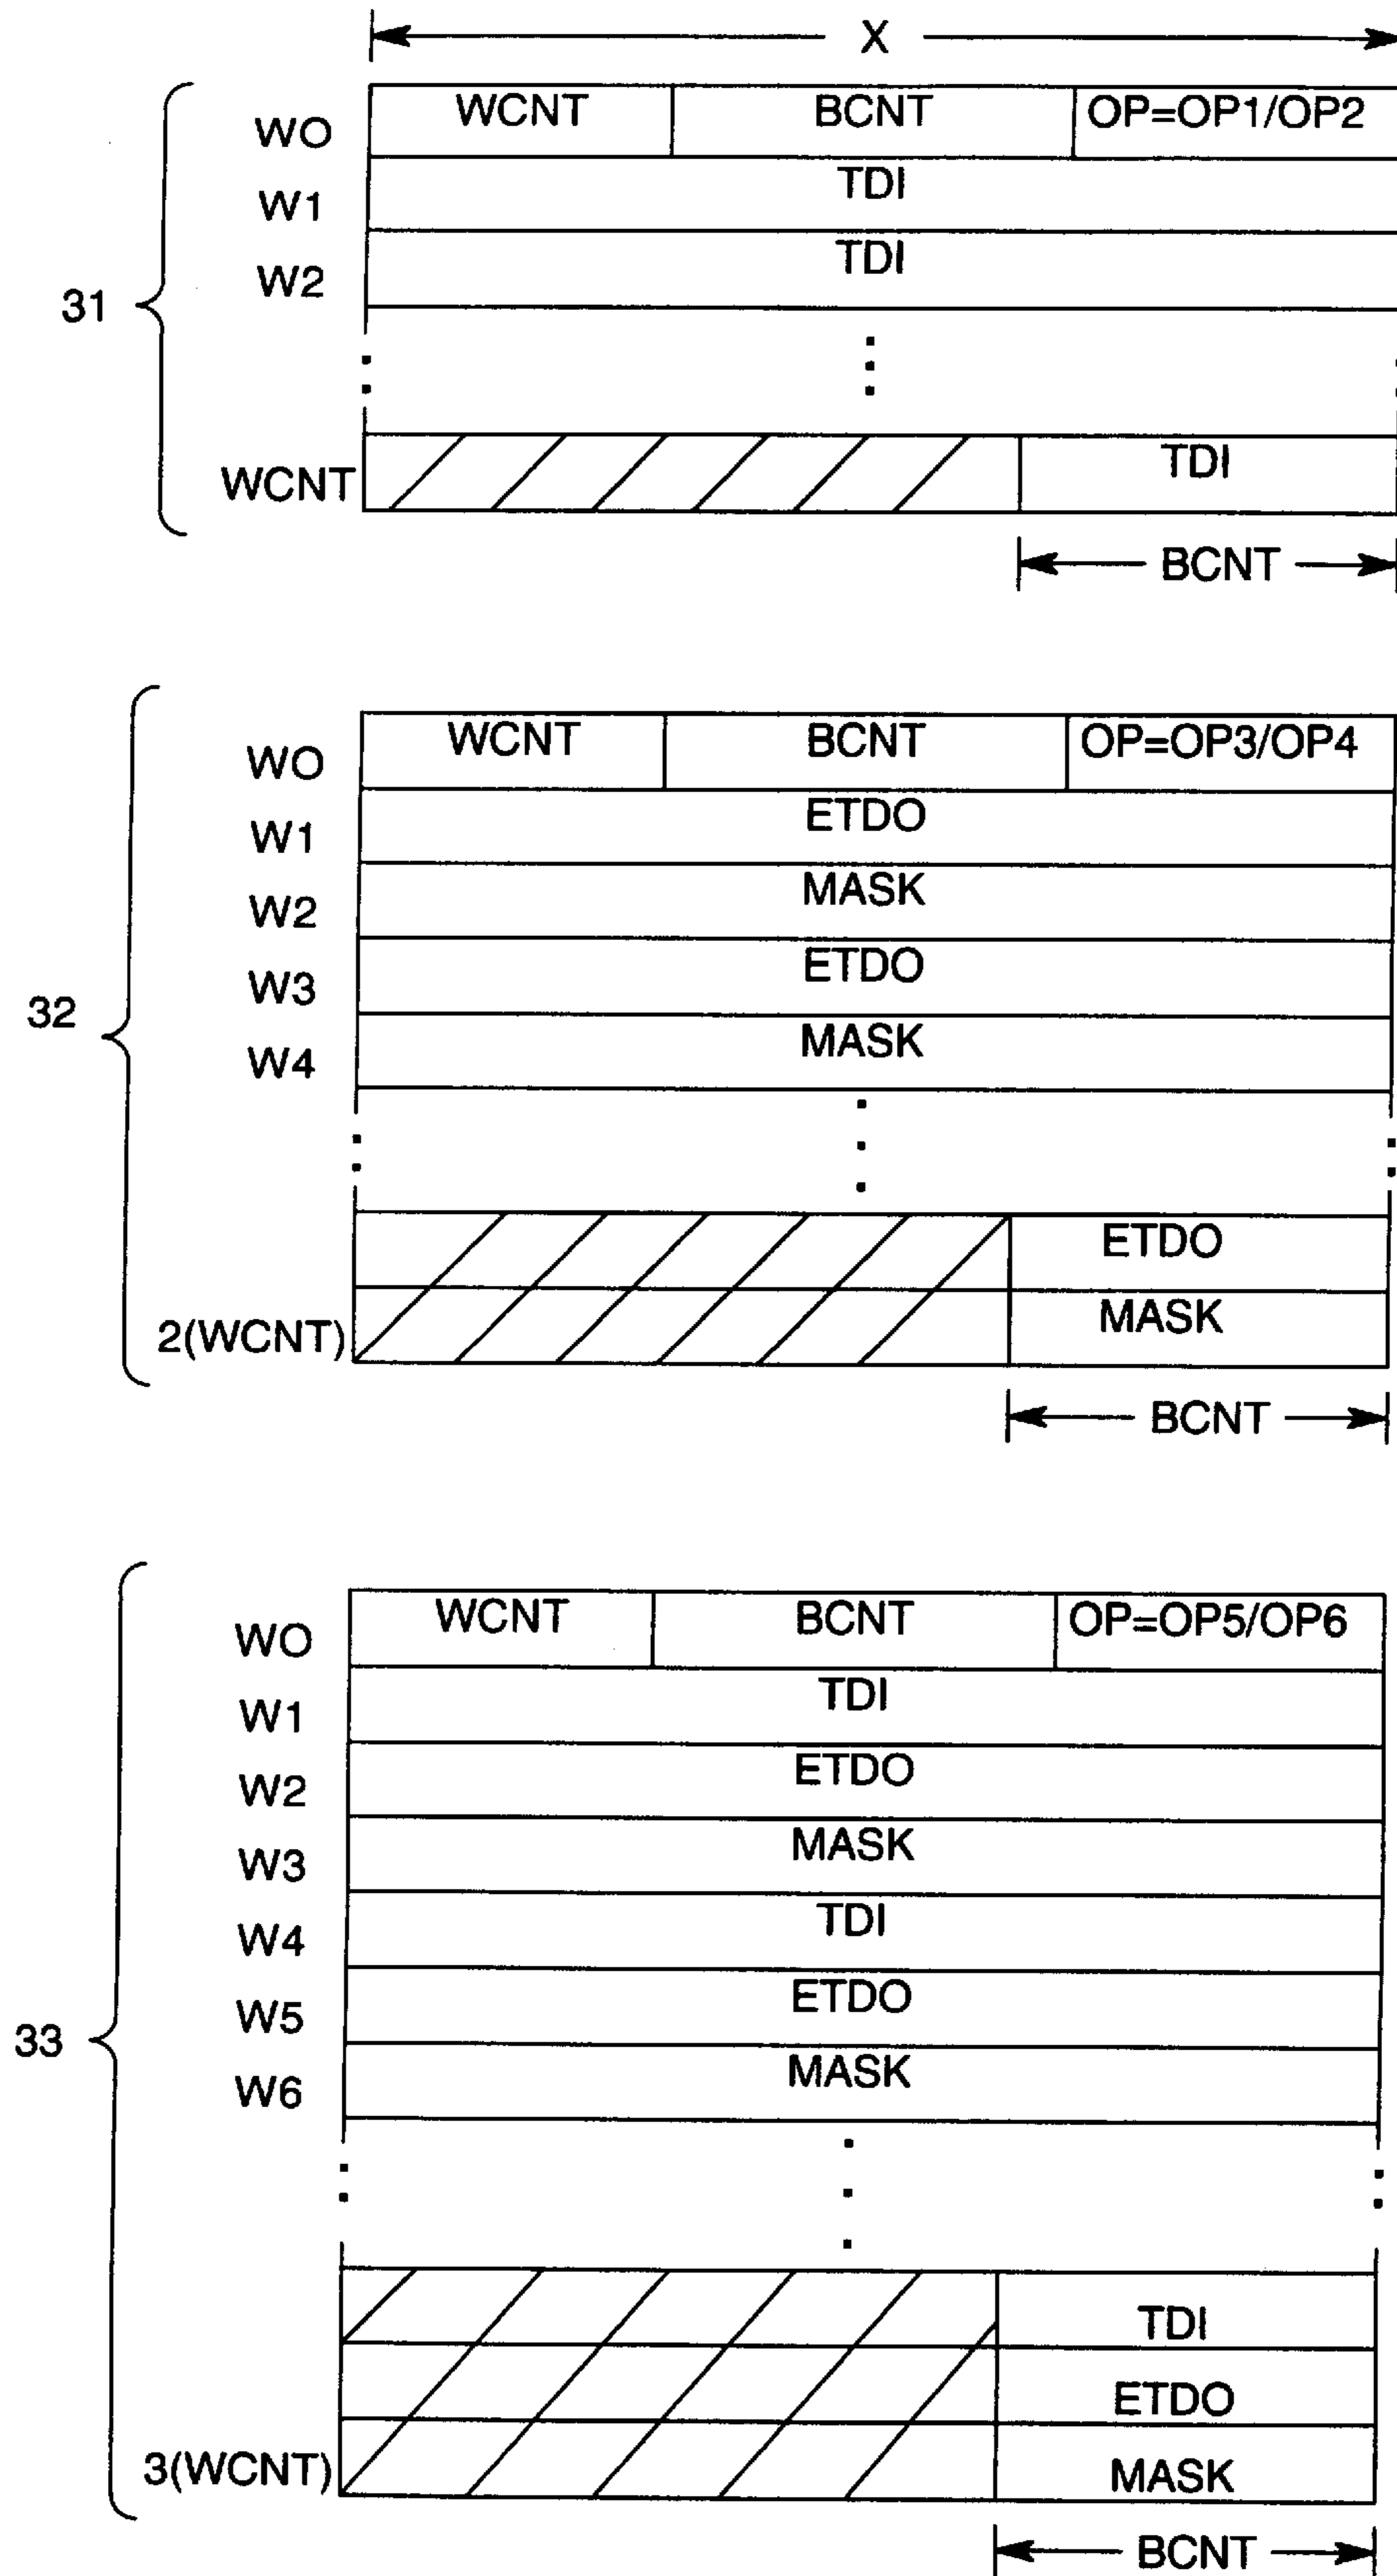 X
WO WCNT BCNT OP=OP1/OP2
W1 TDI
W2 TDI
31
WCNT TDI
BCNT
WO WCNT BCNT OP=OP3/OP4
W1 ETDO
W2 MASK
W3 ETDO
32
W4 MASK
ETDO
2(WCNT) MASK
BCNT
WO WCNT BCNT OP=OP5/OP6
W1 TDI
W2 ETDO
W3 MASK
W4 TDI
W5 ETDO
33
W6 MASK
TDI
ETDO
3(WCNT) MASK
BCNT